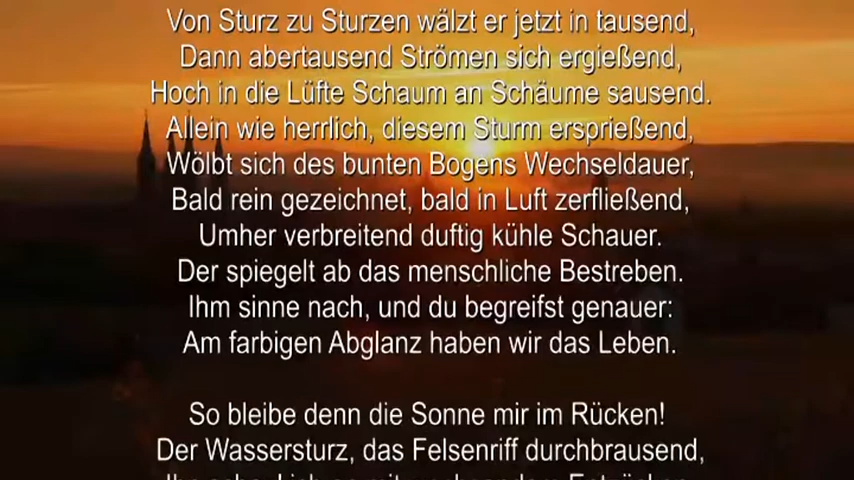 Von Sturz zu Sturzen wälzt er jetzt in tausend,
Dann abertausend Strömen sich ergießend,
Hoch in die Lüfte Schaum an Schäume sausend.
Allein wie herrlich, diesem Sturm ersprießend,
Wölbt sich des bunten Bogens Wechseldauer,
Bald rein gezeichnet, bald in Luft zerfließend,
Umher verbreitend duftig kühle Schauer.
Der spiegelt ab das menschliche Bestreben.
Ihm sinne nach, und du begreifst genauer:
Am farbigen Abglanz haben wir das Leben.
So bleibe denn die Sonne mir im Rücken!
Der Wassersturz, das Felsenriff durchbrausend,